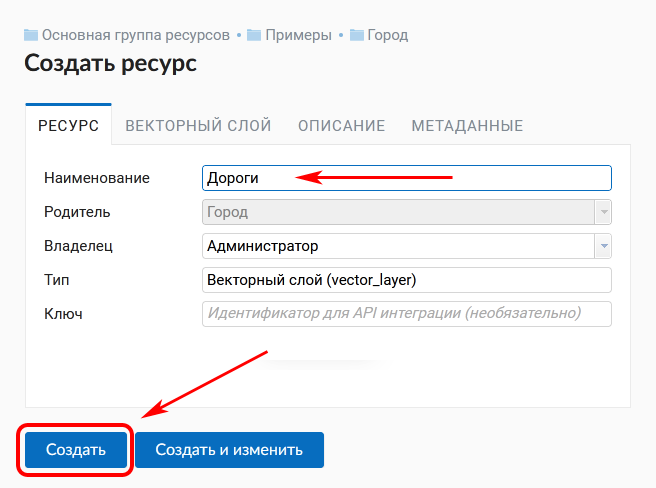 Основная группа ресурсов • Примеры • Город
Создать ресурс
РЕСУРС ВЕКТОРНЫЙ СЛОЙ ОПИСАНИЕ МЕТАДАННЫЕ
Наименование Дороги
Родитель Город
Владелец Администратор
Тип Векторный слой (vector_layer)
Ключ Идентификатор для API интеграции (необязательно)
Создать Создать и изменить